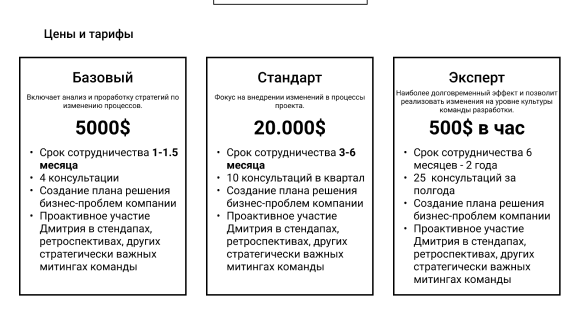 Цены и тарифы
Базовый
Включает анализ и проработку стратегий по
изменению процессов.
5000$
• Срок сотрудничества 1-1.5
месяца
• 4 консультации
• Создание плана решения
бизнес-проблем компании
• Проактивное участие
Дмитрия в стендапах,
ретроспективах, других
стратегически важных
митингах команды
Стандарт
Фокус на внедрении изменений в процессы
проекта.
20.000$
• Срок сотрудничества 3-6
месяцев
• 10 консультаций в квартал
• Создание плана решения
бизнес-проблем компании
• Проактивное участие
Дмитрия в стендапах,
ретроспективах, других
стратегически важных
митингах команды
Эксперт
Наиболее долговременный эффект и позволит
реализовать изменения на уровне культуры
команды разработки.
500$ в час
• Срок сотрудничества 6
месяцев - 2 года
• 25 консультаций за
полгода
• Создание плана решения
бизнес-проблем компании
• Проактивное участие
Дмитрия в стендапах,
ретроспективах, других
стратегически важных
митингах команды